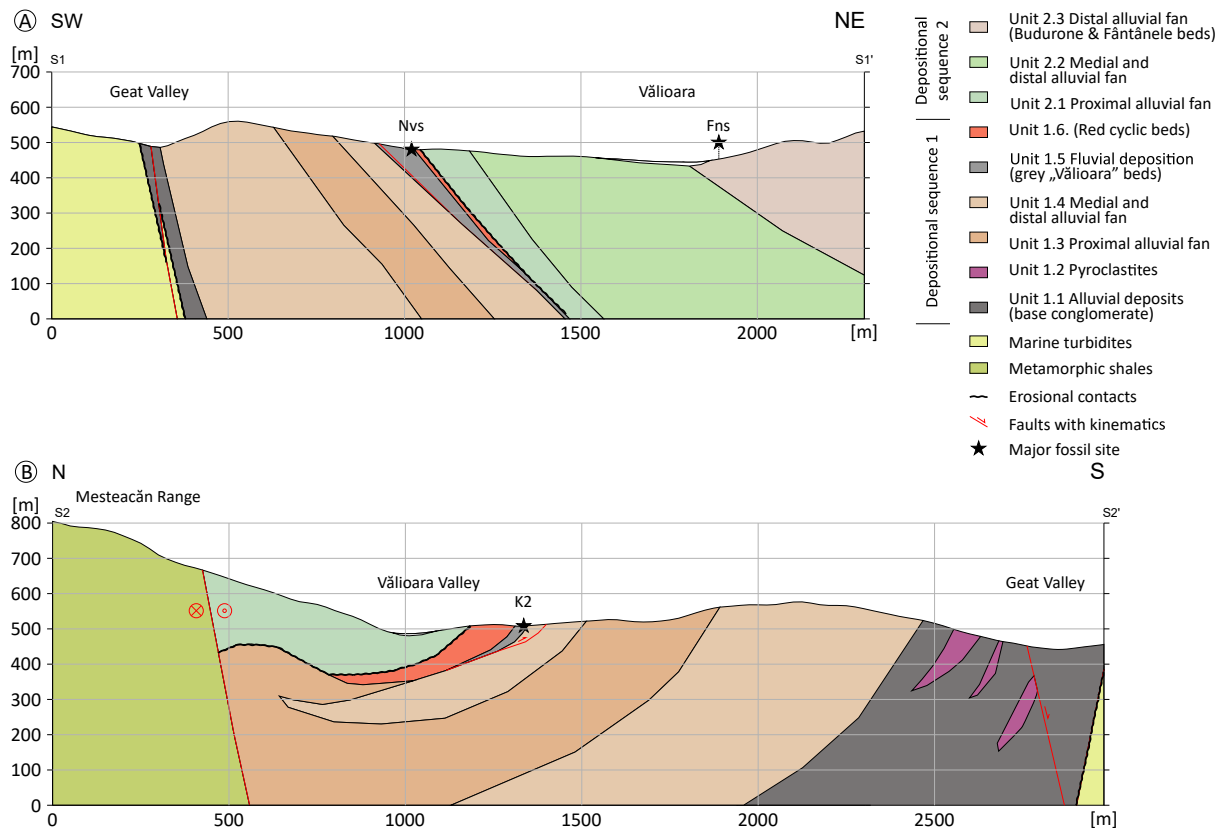 A SW
NE
[m]
S1
S1'
700
600
500
400
300
200
100
0
Geat Valley
Vălioara
Nvs
Fns
0
500
1000
1500
2000
[m]
Depositional sequence 2
Depositional sequence 1
Unit 2.3 Distal alluvial fan
(Budurone & Fântânele beds)
Unit 2.2 Medial and
distal alluvial fan
Unit 2.1 Proximal alluvial fan
Unit 1.6. (Red cyclic beds)
Unit 1.5 Fluvial deposition
(grey „Vălioara” beds)
Unit 1.4 Medial and
distal alluvial fan
Unit 1.3 Proximal alluvial fan
Unit 1.2 Pyroclastites
Unit 1.1 Alluvial deposits
(base conglomerate)
Marine turbidites
Metamorphic shales
Erosional contacts
Faults with kinematics
Major fossil site
B N
S
Mesteacăn Range
[m]
S2
S2'
800
700
600
500
400
300
200
100
0
Vălioara Valley
K2
Geat Valley
0
500
1000
1500
2000
2500
[m]